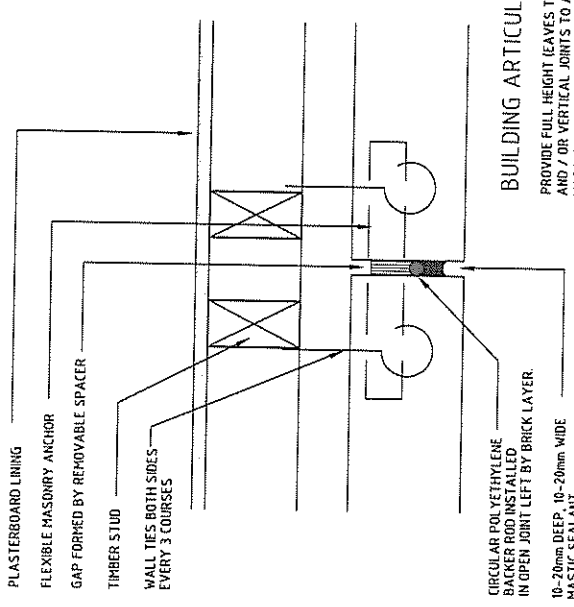 PLASTERBOARD LINING
FLEXIBLE MASONRY ANCHOR
GAP FORMED BY REMOVABLE SPACER
TIMBER STUD
WALL TIES BOTH SIDES
EVERY 3 COURSES
CIRCULAR POLYETHYLENE
BACKER ROD INSTALLED
IN OPEN JOINT LEFT BY BRICK LAYER.
10-20mm DEEP, 10-20mm WIDE
MASTIC SEALANT
BUILDING ARTICUL
PROVIDE FULL HEIGHT (EAVES T
AND / OR VERTICAL JOINTS TO A